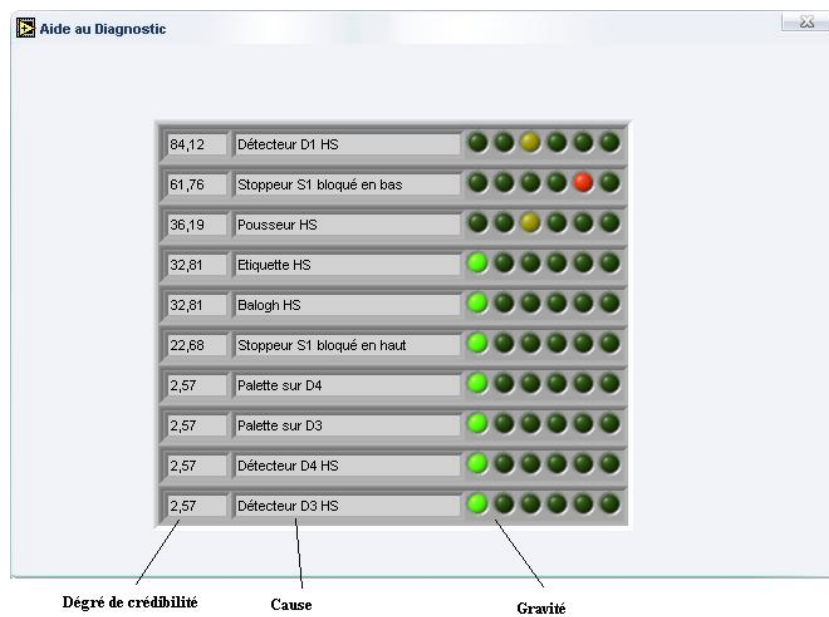 Aide au Diagnostic
84,12 Détecteur D1 HS
61,76 Stoppeur S1 bloqué en bas
36,19 Pousseur HS
32,81 Etiquette HS
32,81 Balogh HS
22,68 Stoppeur S1 bloqué en haut
2,57 Palette sur D4
2,57 Palette sur D3
2,57 Détecteur D4 HS
2,57 Détecteur D3 HS
Dégré de crédibilité Cause Gravité